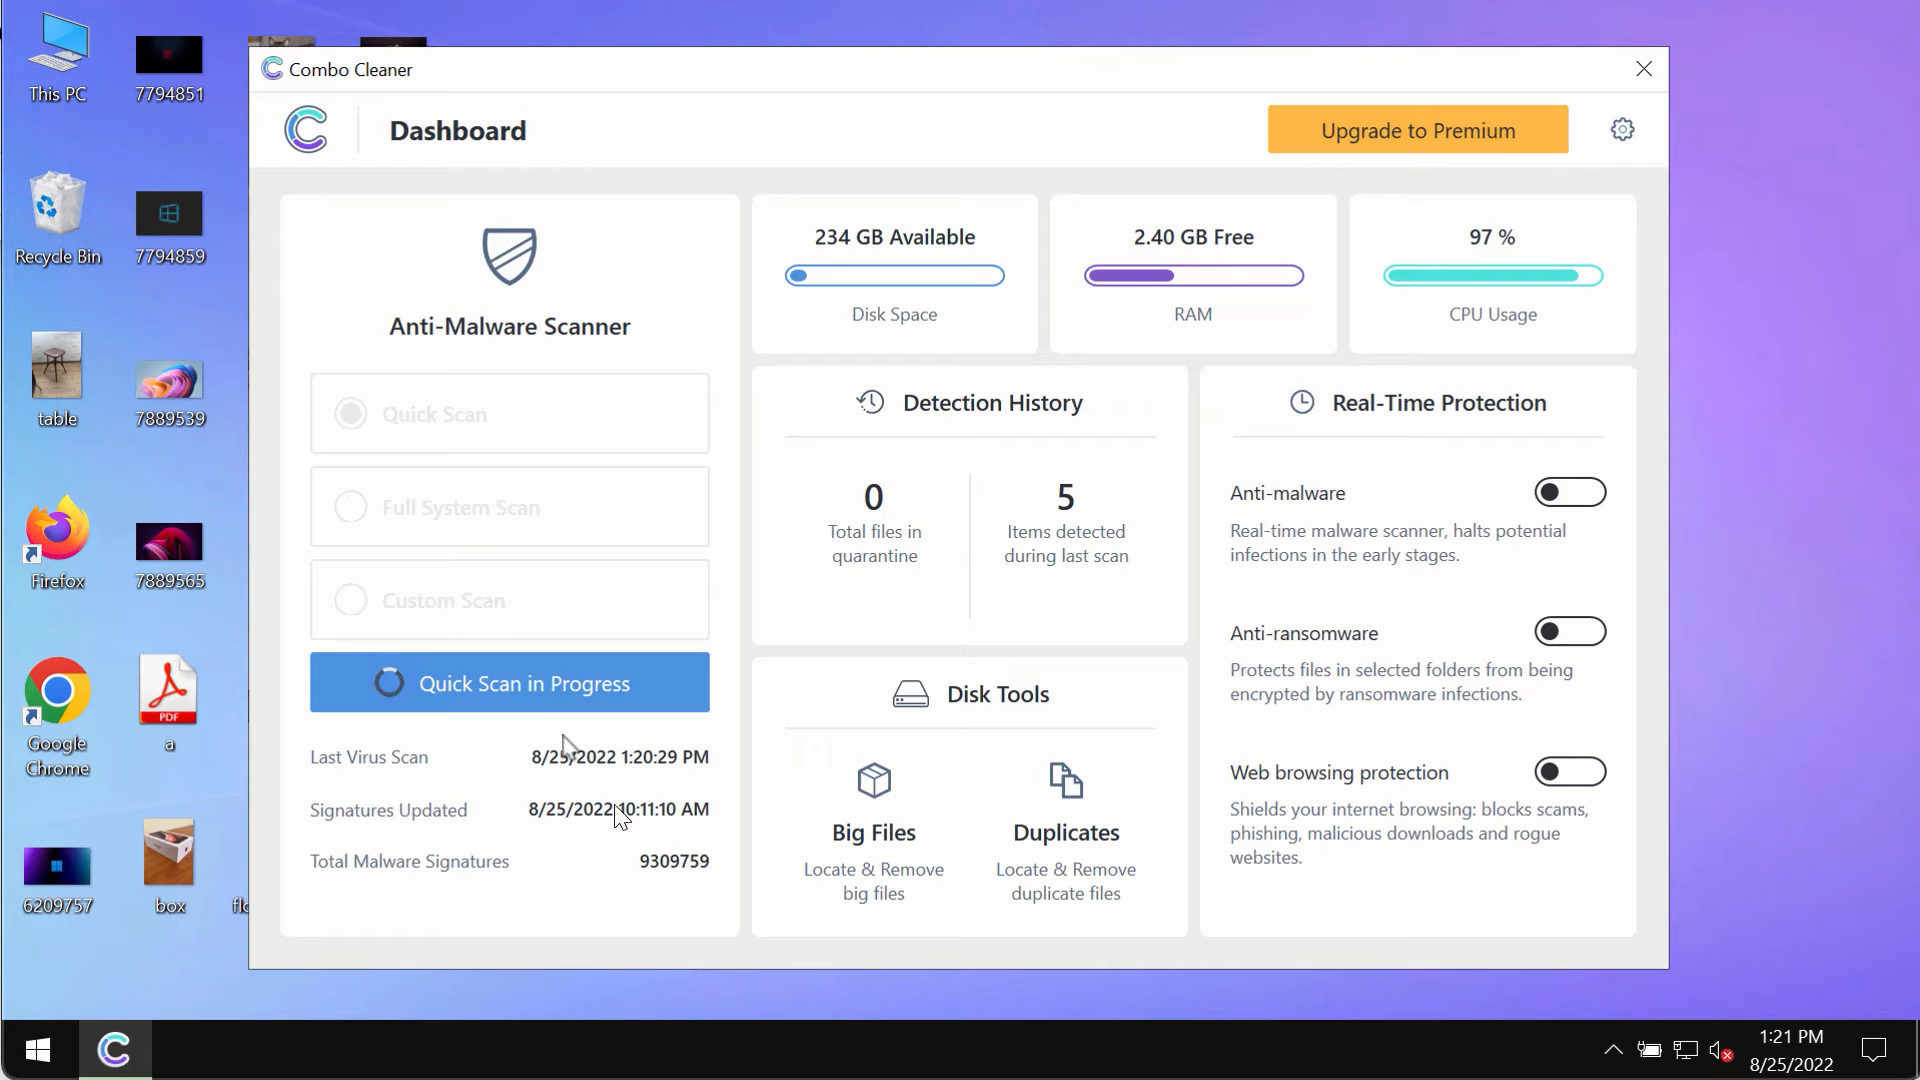 This PC
7794851
Recycle Bin
7794859
table
7889539
Firefox
7889565
Google
Chrome
PDF
a
6209757
box
Combo Cleaner
Dashboard
Upgrade to Premium
Anti-Malware Scanner
Quick Scan
Full System Scan
Custom Scan
Quick Scan in Progress
Last Virus Scan 8/25/2022 1:20:29 PM
Signatures Updated 8/25/2022 10:11:10 AM
Total Malware Signatures 9309759
234 GB Available
Disk Space
2.40 GB Free
RAM
97 %
CPU Usage
Detection History
0
Total files in
quarantine
5
Items detected
during last scan
Disk Tools
Big Files
Locate & Remove
big files
Duplicates
Locate & Remove
duplicate files
Real-Time Protection
Anti-malware
Real-time malware scanner, halts potential
infections in the early stages.
Anti-ransomware
Protects files in selected folders from being
encrypted by ransomware infections.
Web browsing protection
Shields your internet browsing: blocks scams,
phishing, malicious downloads and rogue
websites.
1:21 PM
8/25/2022